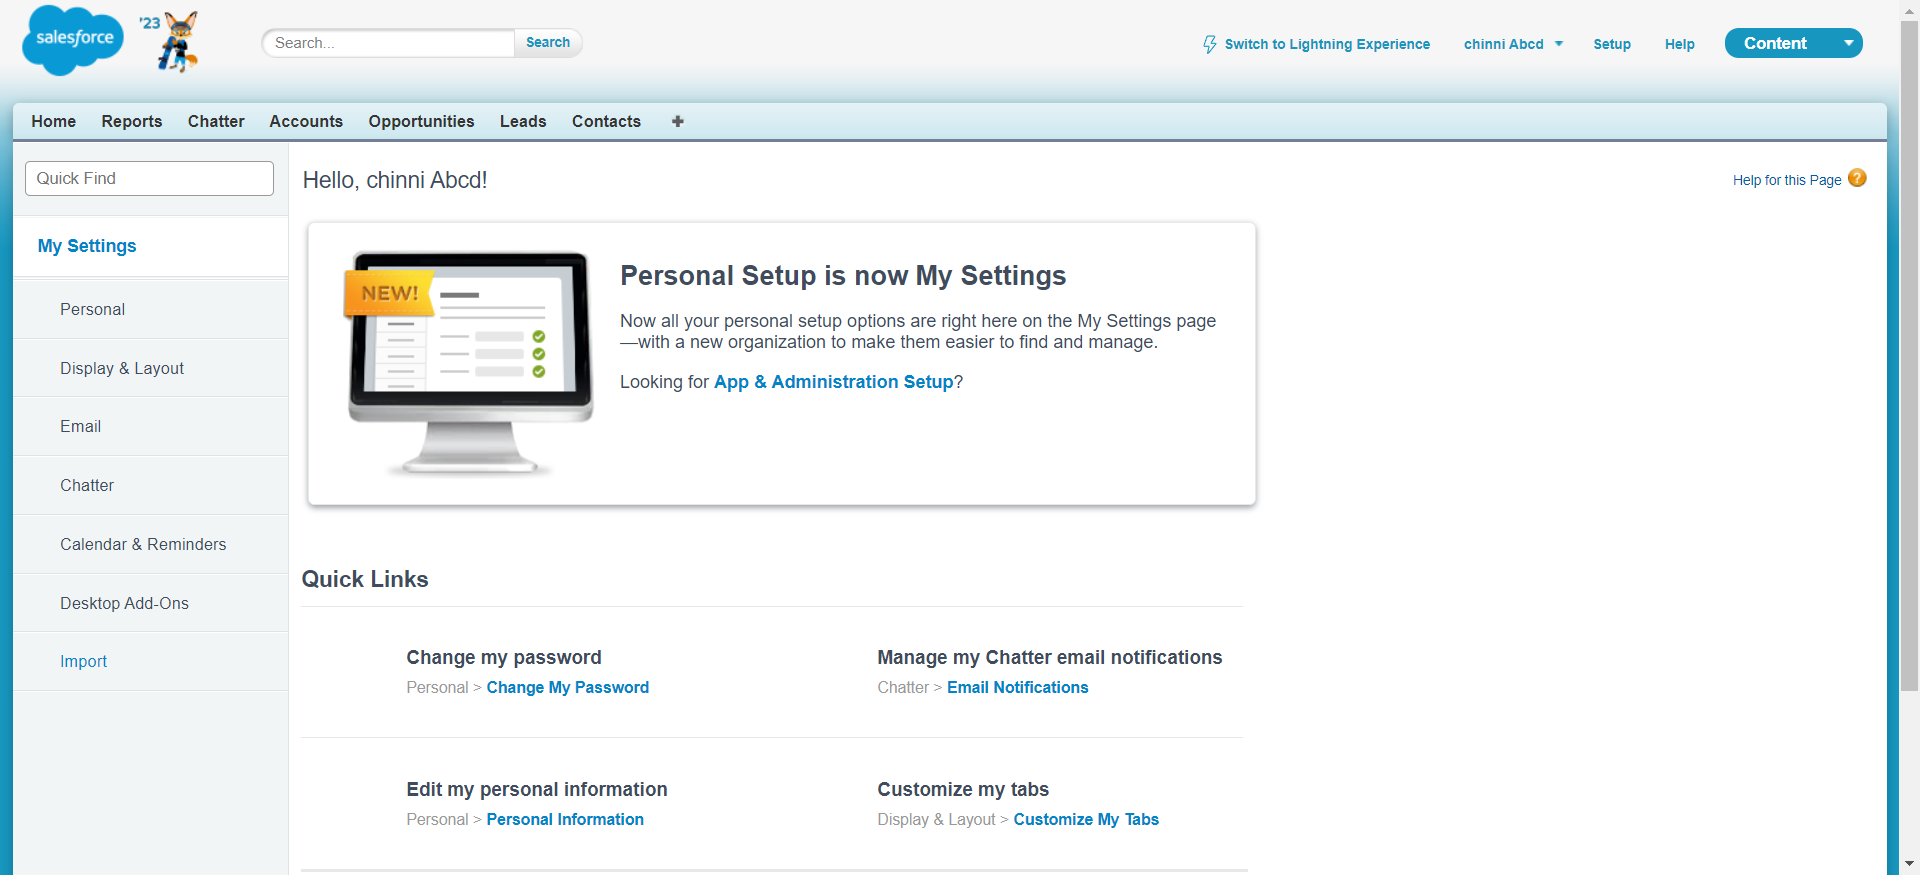 salesforce
'23
Search...
Search
Switch to Lightning Experience
chinni Abcd
Setup
Help
Content
Home
Reports
Chatter
Accounts
Opportunities
Leads
Contacts
+
Quick Find
My Settings
Personal
Display & Layout
Email
Chatter
Calendar & Reminders
Desktop Add-Ons
Import
Hello, chinni Abcd!
Help for this Page
?
NEW!
Personal Setup is now My Settings
Now all your personal setup options are right here on the My Settings page
—with a new organization to make them easier to find and manage.
Looking for App & Administration Setup?
Quick Links
Change my password
Personal > Change My Password
Manage my Chatter email notifications
Chatter > Email Notifications
Edit my personal information
Personal > Personal Information
Customize my tabs
Display & Layout > Customize My Tabs